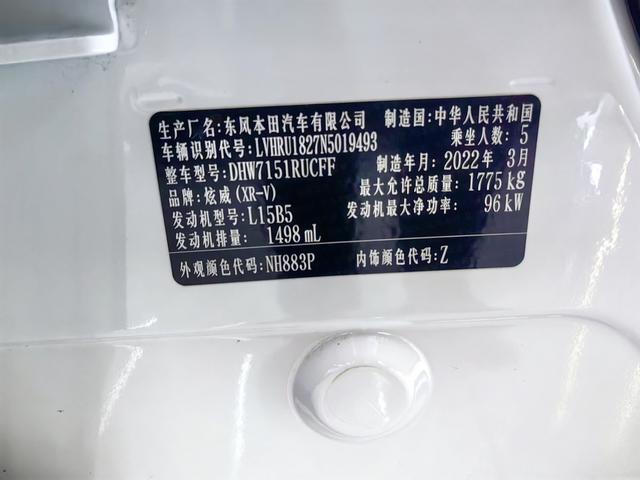 生产厂名:东风本田汽车有限公司 制造国:中华人民共和国
车辆识别代号:LVHRU1827N5019493 乘坐人数: 5
整车型号:DHW7151RUCFF 制造年月: 2022年 3月
品牌:炫威(XR-V) 最大允许总质量: 1775 kg
发动机型号:L15B5 发动机最大净功率: 96 kW
发动机排量: 1498 mL
外观颜色代码:NH883P 内饰颜色代码:Z